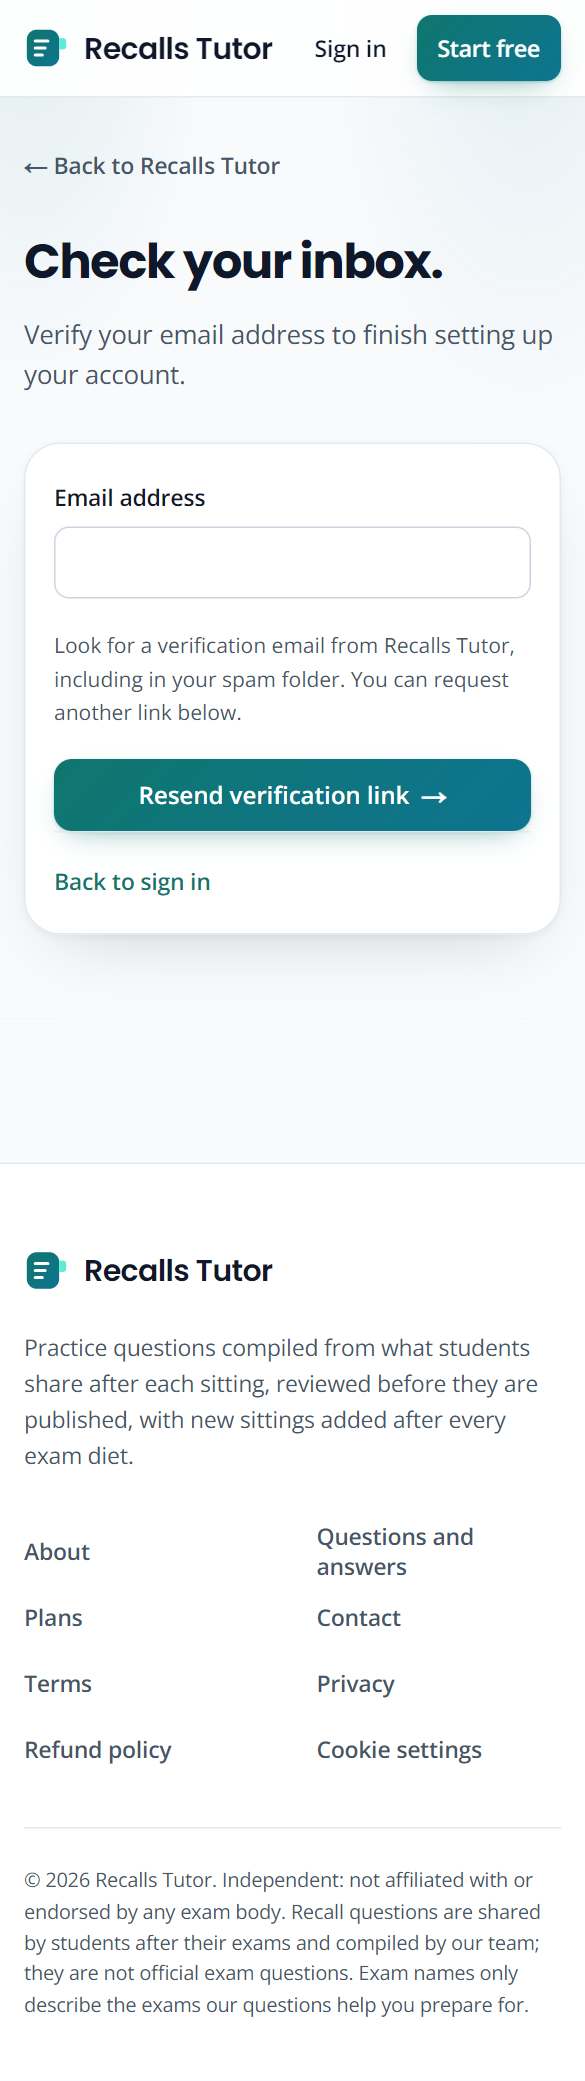 Recalls Tutor
Sign in
Start free
← Back to Recalls Tutor
Check your inbox.
Verify your email address to finish setting up
your account.
Email address
Look for a verification email from Recalls Tutor,
including in your spam folder. You can request
another link below.
Resend verification link →
Back to sign in
Recalls Tutor
Practice questions compiled from what students
share after each sitting, reviewed before they are
published, with new sittings added after every
exam diet.
About
Questions and
answers
Plans
Contact
Terms
Privacy
Refund policy
Cookie settings
© 2026 Recalls Tutor. Independent: not affiliated with or
endorsed by any exam body. Recall questions are shared
by students after their exams and compiled by our team;
they are not official exam questions. Exam names only
describe the exams our questions help you prepare for.